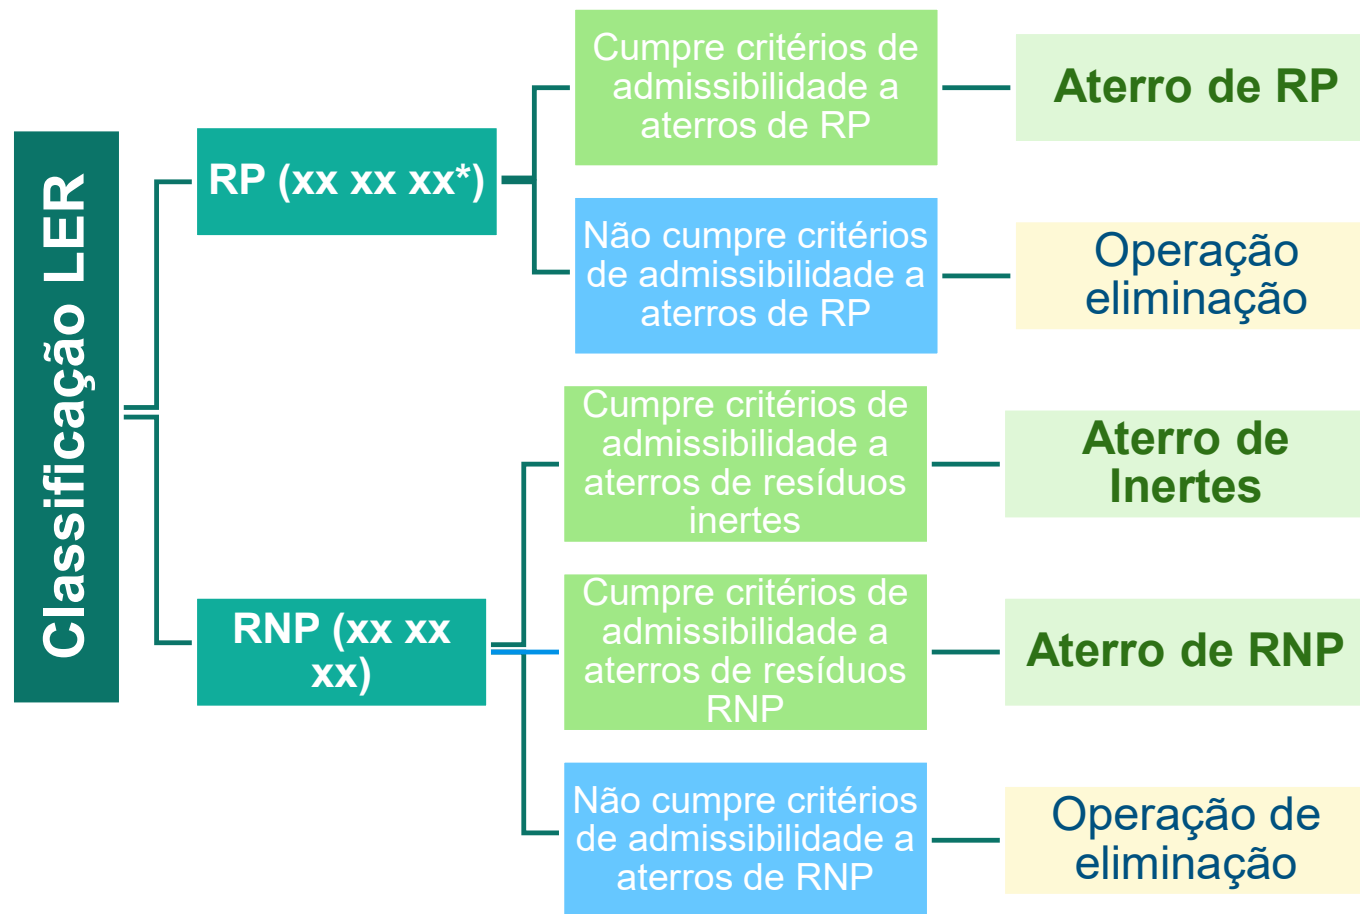 Classificação LER
RP (xx xx xx*)
Cumpre critérios de
admissibilidade a
aterros de RP
Aterro de RP
Não cumpre critérios
de admissibilidade a
aterros de RP
Operação
eliminação
RNP (xx xx
xx)
Cumpre critérios de
admissibilidade a
aterros de resíduos
inertes
Aterro de
Inertes
Cumpre critérios de
admissibilidade a
aterros de resíduos
RNP
Aterro de RNP
Não cumpre critérios
de admissibilidade a
aterros de RNP
Operação de
eliminação